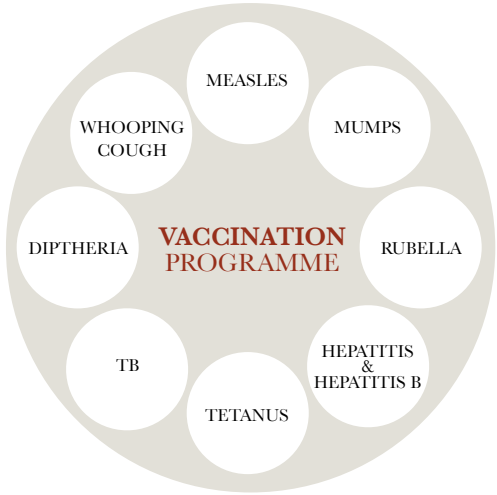 MEASLES
MUMPS
RUBELLA
HEPATITIS
&
HEPATITIS B
TETANUS
TB
DIPTHERIA
WHOOPING
COUGH
VACCINATION
PROGRAMME